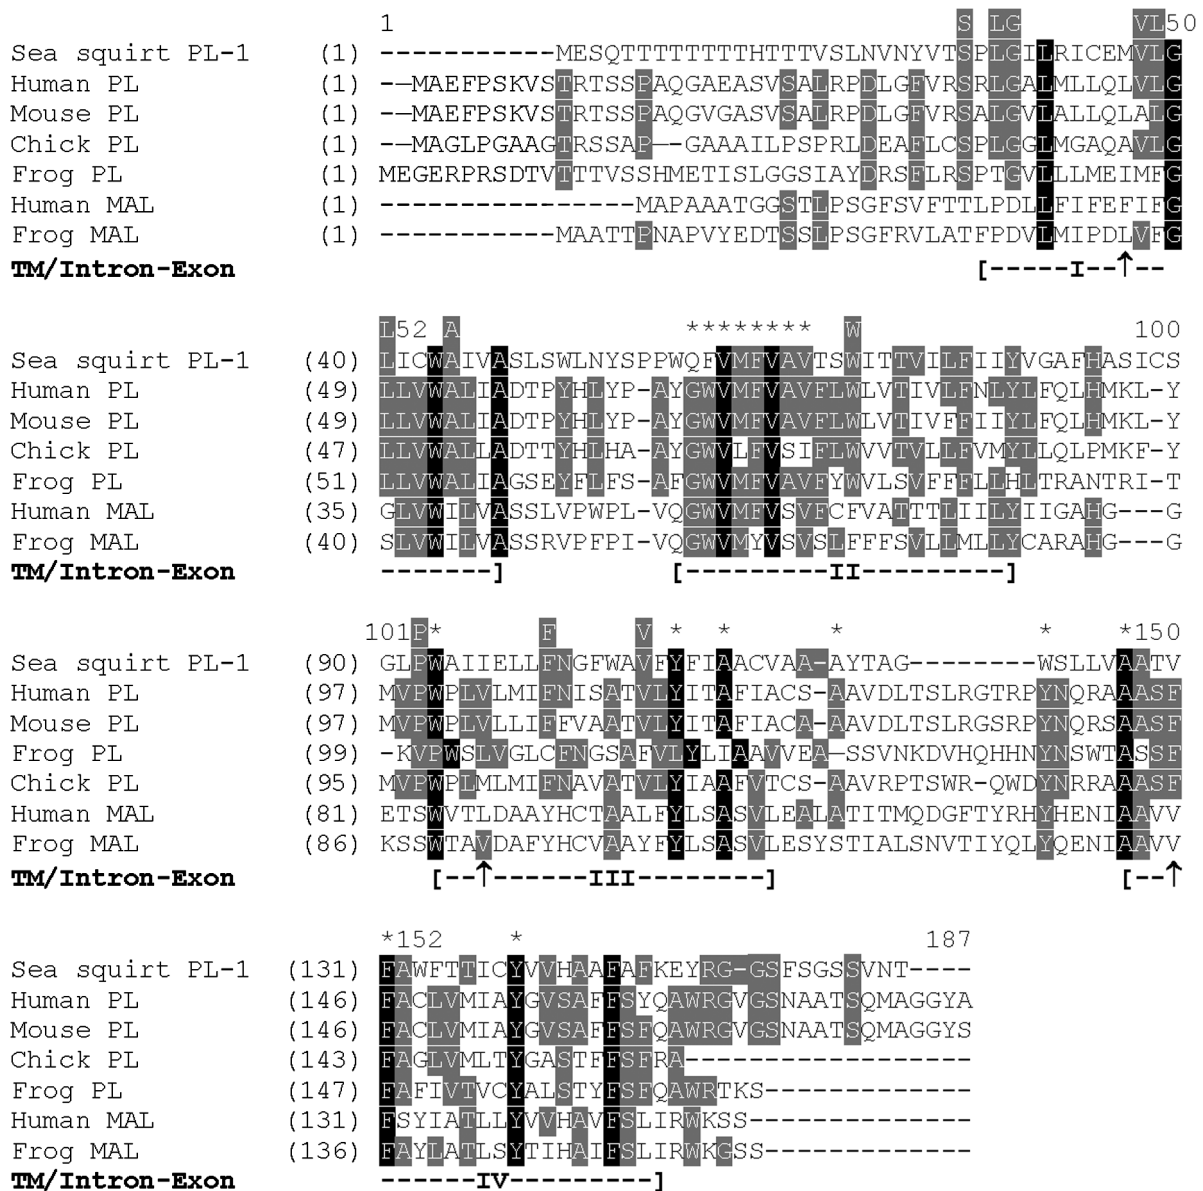 1 S LG VL50
Sea squirt PL-1 (1) -----------MESQTTTTTTTTHTTTVSLNVNYVTSPLGILRICEMVLG
Human PL (1) --MAEFPSKVSTRTSSPAQGAEASVSALRPDLGFVRSRLGALMLLQLVLG
Mouse PL (1) --MAEFPSKVSTRTSSPAQGVGASVSALRPDLGFVRSALGVLALLQLALG
Chick PL (1) --MAGLPGAAGTRSSAP--GAAAILPSPRLDEAFLCSPLGGLMGAQAVLG
Frog PL (1) MEGERPRSDTVTTTVSSHMETISLGGSIAYDRSFLRSPTGVLLLMEIMFG
Human MAL (1) ----------------MAPAAATGGSTLPSGFSVFTTLPDLLFIFEFIFG
Frog MAL (1) -----------MAATTPNAPVYEDTSSLPSGFRVLATFPDVLMIPDLVFG
TM/Intron-Exon [-----I--↑--
L52 A ******** W 100
Sea squirt PL-1 (40) LICWAIVASLSWLNYSPPWQFVMFVAVTSWITTVILFIIYVGAFHASICS
Human PL (49) LLVWALIADTPYHLYP-AYGWVMFVAVFLWLVTIVLFNLYLFQLHMKL-Y
Mouse PL (49) LLVWALIADTPYHLYP-AYGWVMFVAVFLWLVTIVFFIIYLFQLHMKL-Y
Chick PL (47) LLVWALLADTTYHLHA-AYGWVLFVSIFLWVVTVLLFVMYLLQLPMKF-Y
Frog PL (51) LLVWALIAGSEYFLFS-AFGWVMFVAVFYWVLSVFFFLLHLTRANTRI-T
Human MAL (35) GLVWILVASSLVPWPL-VQGWVMFVSVFCFVATTTLIILYIIGAHG---G
Frog MAL (40) SLVWILVASSRVPFPI-VQGWVMYVSVSLFFFSVLLMLLYCARAHG---G
TM/Intron-Exon -------] [---------II---------]
101P* F V * * * * *150
Sea squirt PL-1 (90) GLPWAIIELLFNGFWAVFYFIAACVAA-AYTAG--------WSLLVAATV
Human PL (97) MVPWPLVLMIFNISATVLYITAFIACS-AAVDLTSLRGTRPYNQRAAASF
Mouse PL (97) MVPWPLVLLIFFVAATVLYITAFIACA-AAVDLTSLRGSRPYNQRSAASF
Frog PL (99) -KVPWSLVGLCFNGSAFVLYLIAAVVEA-SSVNKDVHQHHNYNSWTASSF
Chick PL (95) MVPWPLMLMIFNAVATVLYIAAFVTCS-AAVRPTSWR-QWDYNRRAAASF
Human MAL (81) ETSWVTLDAAYHCTAALFYLSASVLEALATITMQDGFTYRHYHENIAAVV
Frog MAL (86) KSSWTAVDAFYHCVAAYFYLSASVLESYSTIALSNVTIYQLYQENIAAVV
TM/Intron-Exon [--↑------III--------] [--↑
*152 * 187
Sea squirt PL-1 (131) FAWFTTICYVVHAAFAFKEYRG-GSFSGSSVNT----
Human PL (146) FACLVMIAYGVSAFFSYQAWRGVGSNAATSQMAGGYA
Mouse PL (146) FACLVMIAYGVSAFFSFQAWRGVGSNAATSQMAGGYS
Chick PL (143) FAGLVMLTYGASTFFSFRA------------------
Frog PL (147) FAFIVTVCYALSTYFSFQAWRTKS-------------
Human MAL (131) FSYIATLLYVVHAVFSLIRWKSS--------------
Frog MAL (136) FAYLATLSYTIHAIFSLIRWKGSS-------------
TM/Intron-Exon ------IV---------]